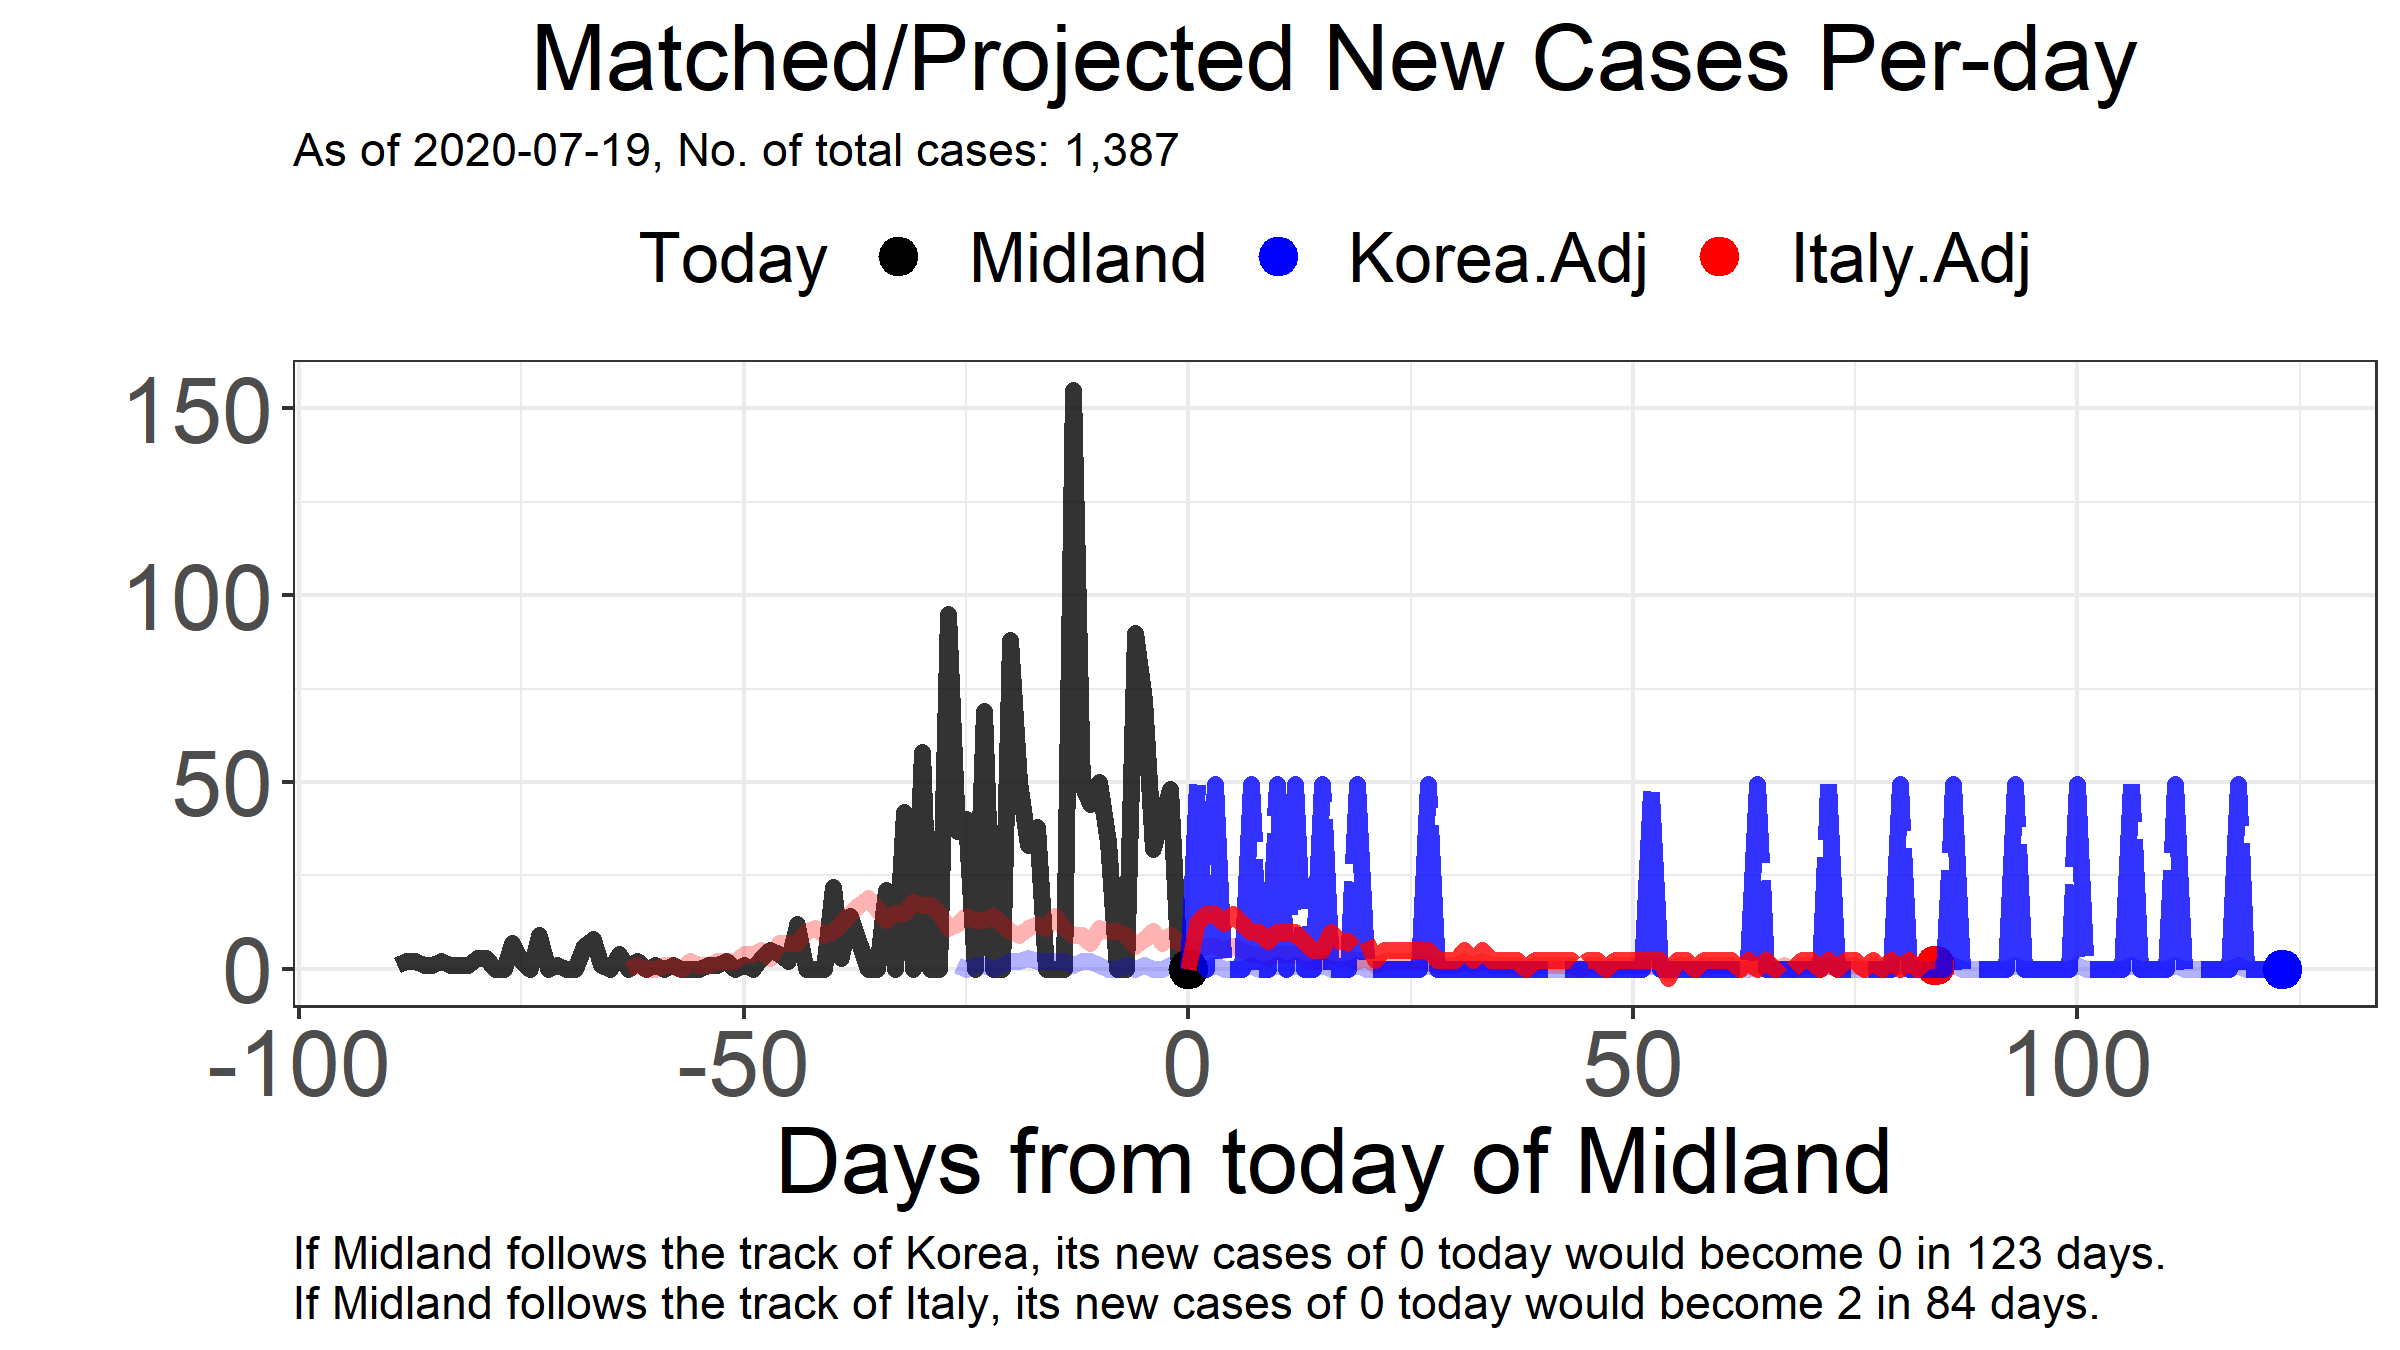 Matched/Projected New Cases Per-day
As of 2020-07-19, No. of total cases: 1,387
Today Midland Korea.Adj Italy.Adj
150
100
50
0
-100 -50 0 50 100
Days from today of Midland
If Midland follows the track of Korea, its new cases of 0 today would become 0 in 123 days.
If Midland follows the track of Italy, its new cases of 0 today would become 2 in 84 days.